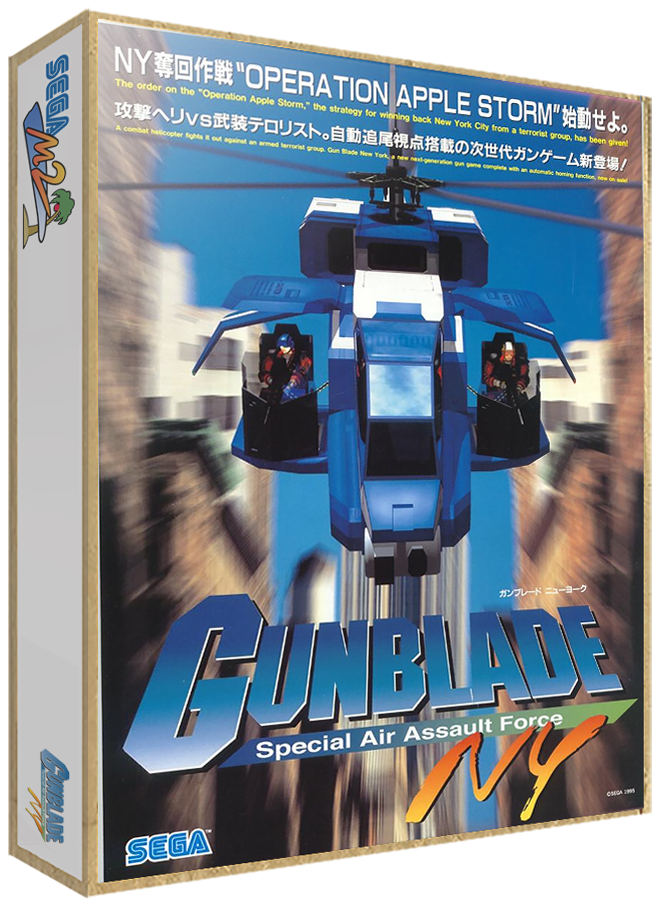 NY奪回作戦"OPERATION APPLE STORM"始動せよ。
The order on the "Operation Apple Storm," the strategy for winning back New York City from a terrorist group, has been given!
攻撃ヘリvs武装テロリスト。自動追尾視点搭載の次世代ガンゲーム新登場!
A combat helicopter fights it out against an armed terrorist group. Gun Blade New York, a new next-generation gun game complete with an automatic homing function, now on sale!
ガンブレード ニューヨーク
GUNBLADE
Special Air Assault Force
NY
©SEGA 1995
SEGA™
SEGA
M2
GUNBLADE
NY